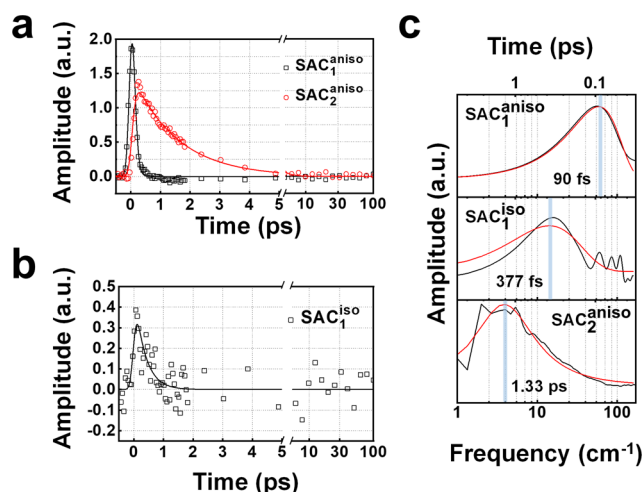 a
Amplitude (a.u.)
2.0
1.5
1.0
0.5
0.0
SAC₁ᵃⁿⁱˢᵒ
SAC₂ᵃⁿⁱˢᵒ
0 1 2 3 4 5 10 30 60 100
Time (ps)
b
Amplitude (a.u.)
0.5
0.4
0.3
0.2
0.1
0.0
-0.1
-0.2
SAC₁ⁱˢᵒ
0 1 2 3 4 5 10 30 60 100
Time (ps)
c
Time (ps)
1 0.1
Amplitude (a.u.)
SAC₁ᵃⁿⁱˢᵒ
90 fs
SAC₁ⁱˢᵒ
377 fs
SAC₂ᵃⁿⁱˢᵒ
1.33 ps
1 10 100
Frequency (cm⁻¹)